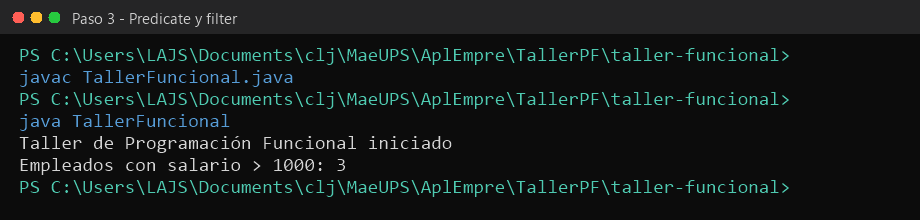 Paso 3 - Predicate y filter
PS C:\Users\LAJS\Documents\clj\MaeUPS\AplEmpre\TallerPF\taller-funcional>
javac TallerFuncional.java
PS C:\Users\LAJS\Documents\clj\MaeUPS\AplEmpre\TallerPF\taller-funcional>
java TallerFuncional
Taller de Programación Funcional iniciado
Empleados con salario > 1000: 3
PS C:\Users\LAJS\Documents\clj\MaeUPS\AplEmpre\TallerPF\taller-funcional>